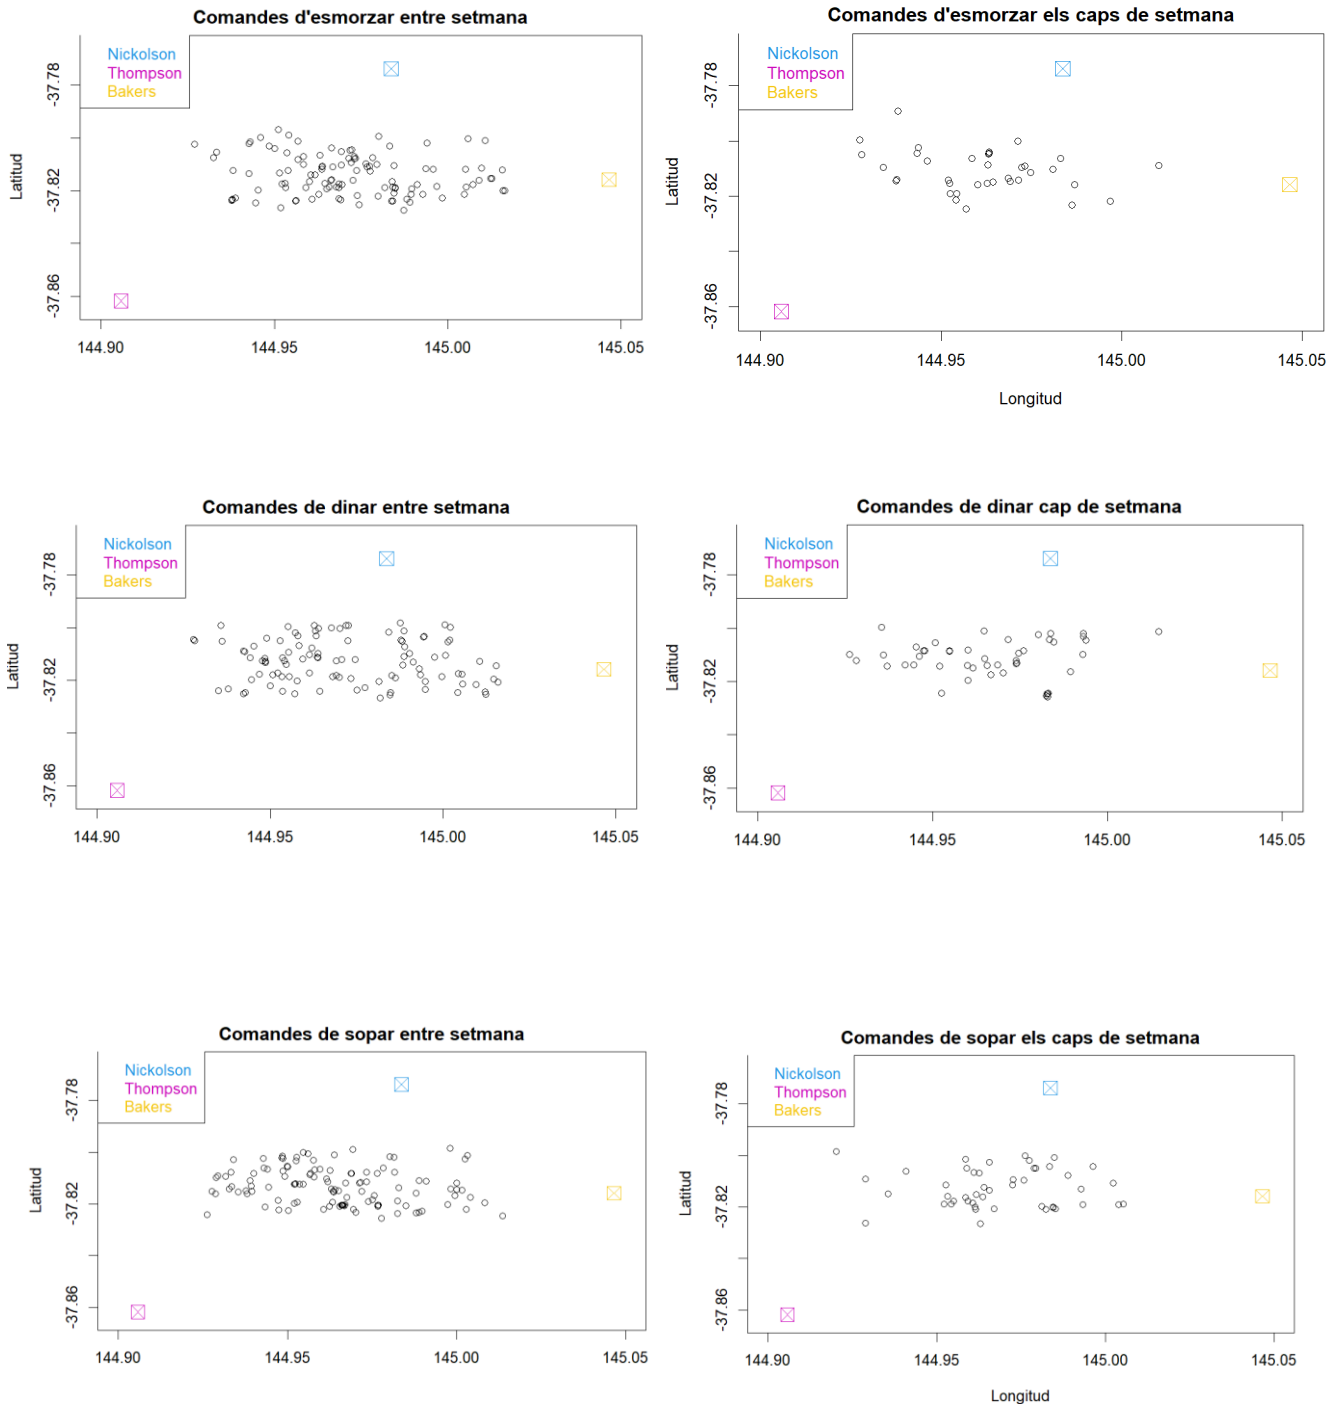 Comandes d'esmorzar entre setmana
Nickolson
Thompson
Bakers
Latitud
-37.78
-37.82
-37.86
144.90 144.95 145.00 145.05
Comandes d'esmorzar els caps de setmana
Nickolson
Thompson
Bakers
Latitud
-37.78
-37.82
-37.86
144.90 144.95 145.00 145.05
Longitud
Comandes de dinar entre setmana
Nickolson
Thompson
Bakers
Latitud
-37.78
-37.82
-37.86
144.90 144.95 145.00 145.05
Comandes de dinar cap de setmana
Nickolson
Thompson
Bakers
Latitud
-37.78
-37.82
-37.86
144.90 144.95 145.00 145.05
Comandes de sopar entre setmana
Nickolson
Thompson
Bakers
Latitud
-37.78
-37.82
-37.86
144.90 144.95 145.00 145.05
Comandes de sopar els caps de setmana
Nickolson
Thompson
Bakers
Latitud
-37.78
-37.82
-37.86
144.90 144.95 145.00 145.05
Longitud